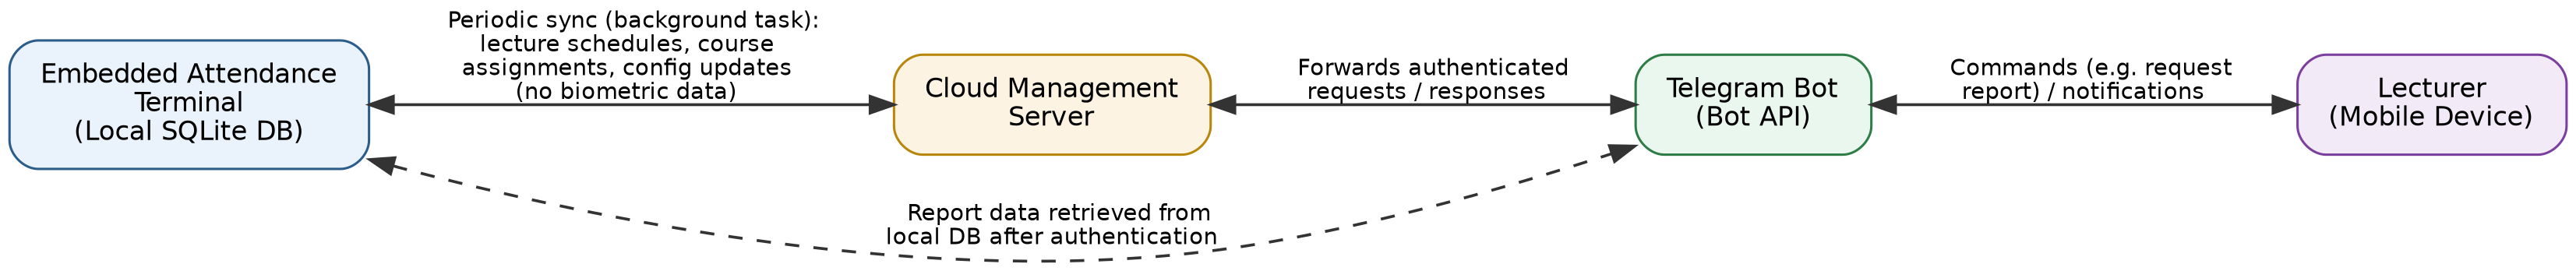 Embedded Attendance
Terminal
(Local SQLite DB)
Periodic sync (background task):
lecture schedules, course
assignments, config updates
(no biometric data)
Cloud Management
Server
Forwards authenticated
requests / responses
Telegram Bot
(Bot API)
Commands (e.g. request
report) / notifications
Lecturer
(Mobile Device)
Report data retrieved from
local DB after authentication